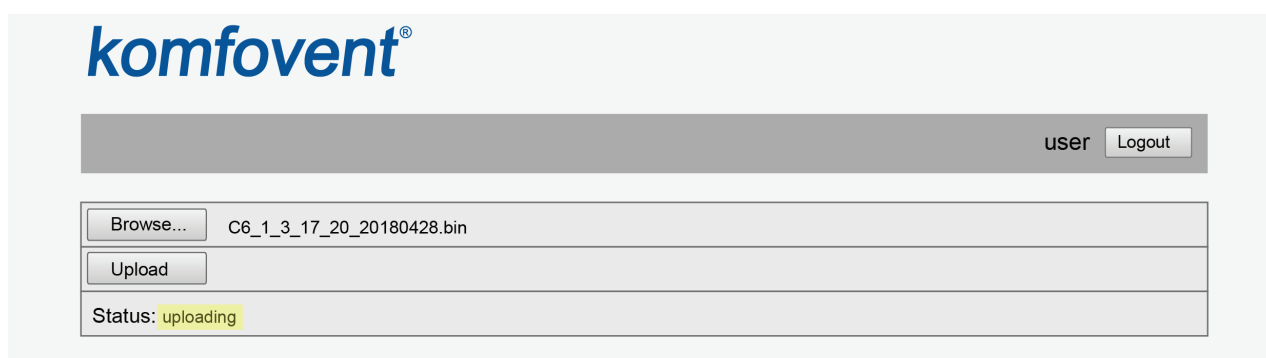 komfovent®
user Logout
Browse... C6_1_3_17_20_20180428.bin
Upload
Status: uploading